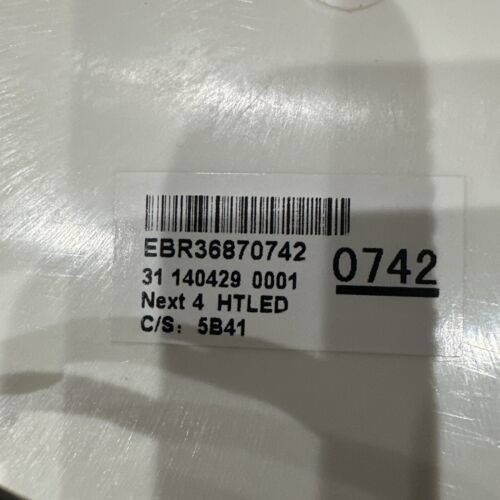 EBR36870742
31 140429 0001
0742
Next 4 HTLED
C/S: 5B41